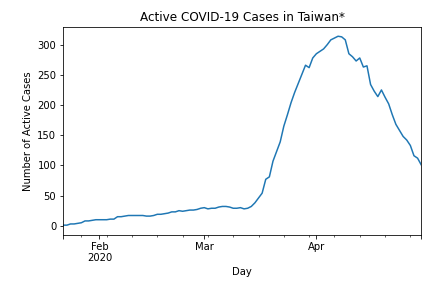 Active COVID-19 Cases in Taiwan*
Number of Active Cases
300
250
200
150
100
50
0
Feb
2020
Mar
Apr
Day